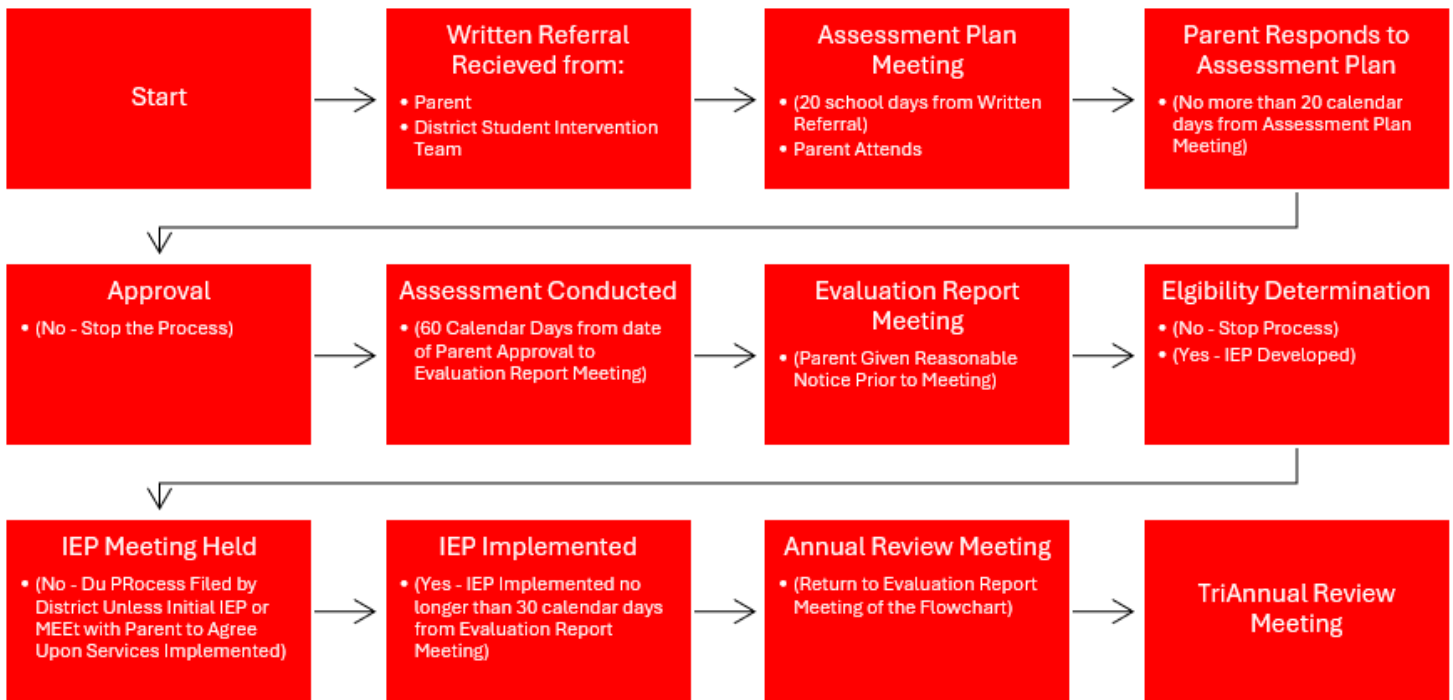 Start
Written Referral
Recieved from:
• Parent
• District Student Intervention
Team
Assessment Plan
Meeting
• (20 school days from Written
Referral)
• Parent Attends
Parent Responds to
Assessment Plan
• (No more than 20 calendar
days from Assessment Plan
Meeting)
Approval
• (No - Stop the Process)
Assessment Conducted
• (60 Calendar Days from date
of Parent Approval to
Evaluation Report Meeting)
Evaluation Report
Meeting
• (Parent Given Reasonable
Notice Prior to Meeting)
Elgibility Determination
• (No - Stop Process)
• (Yes - IEP Developed)
IEP Meeting Held
• (No - Du PRocess Filed by
District Unless Initial IEP or
MEEt with Parent to Agree
Upon Services Implemented)
IEP Implemented
• (Yes - IEP Implemented no
longer than 30 calendar days
from Evaluation Report
Meeting)
Annual Review Meeting
• (Return to Evaluation Report
Meeting of the Flowchart)
TriAnnual Review
Meeting